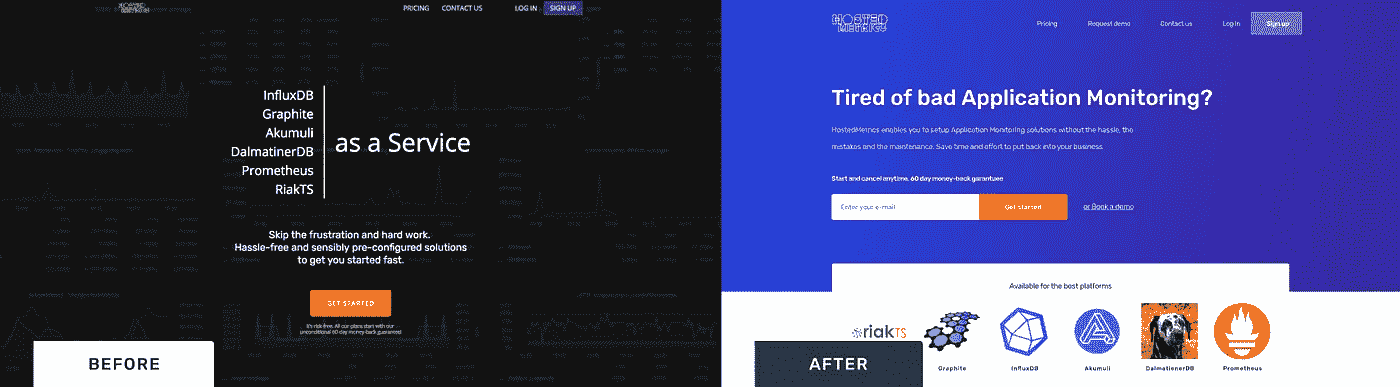 HOSTED
METRICS
PRICING CONTACT US LOG IN SIGN UP
InfluxDB
Graphite
Akumuli
DalmatinerDB
Prometheus
RiakTS
as a Service
Skip the frustration and hard work.
Hassle-free and sensibly pre-configured solutions
to get you started fast.
GET STARTED
It's risk-free. All our plans start with our
unconditional 60 day money-back guarantee
BEFORE
HOSTED
METRICS
Pricing Request demo Contact us Log in Sign up
Tired of bad Application Monitoring?
HostedMetrics enables you to setup Application Monitoring solutions without the hassle, the
mistakes and the maintenance. Save time and effort to put back into your business.
Start and cancel anytime. 60 day money-back guarantuee
Enter your e-mail Get started or Book a demo
Available for the best platforms
riakTS
Graphite InfluxDB Akumuli DalmatienerDB Prometheus
AFTER